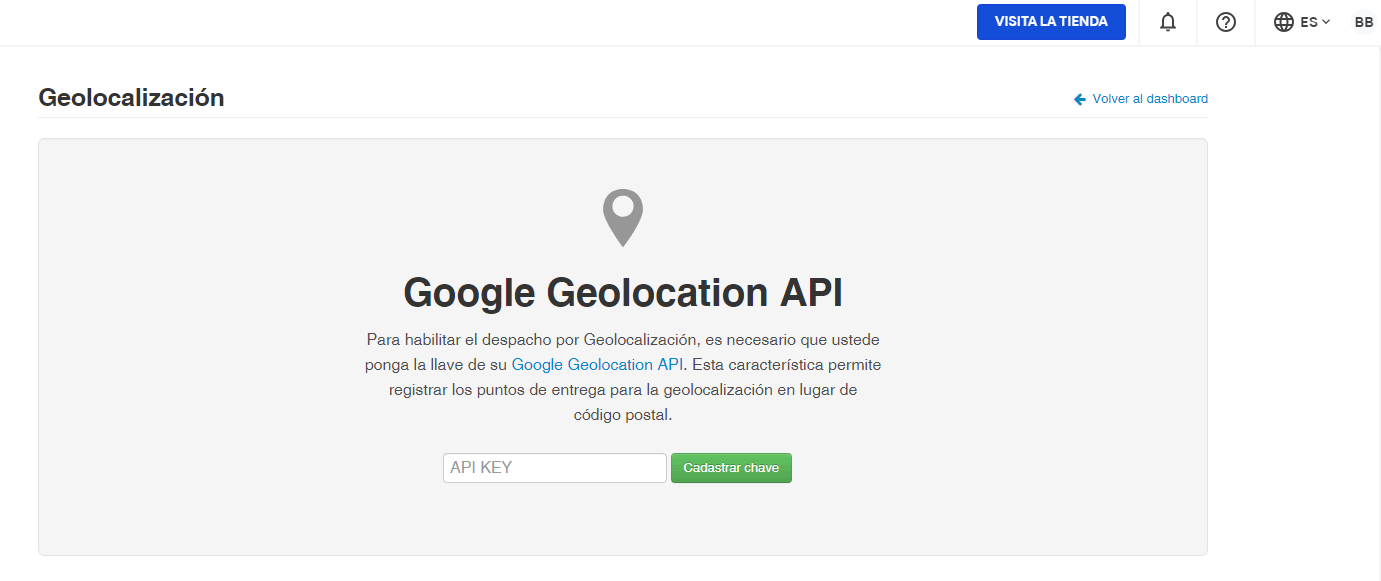 VISITA LA TIENDA
ES
BB
Geolocalización
Volver al dashboard
Google Geolocation API
Para habilitar el despacho por Geolocalización, es necesario que ustede
ponga la llave de su Google Geolocation API. Esta característica permite
registrar los puntos de entrega para la geolocalización en lugar de
código postal.
API KEY
Cadastrar chave